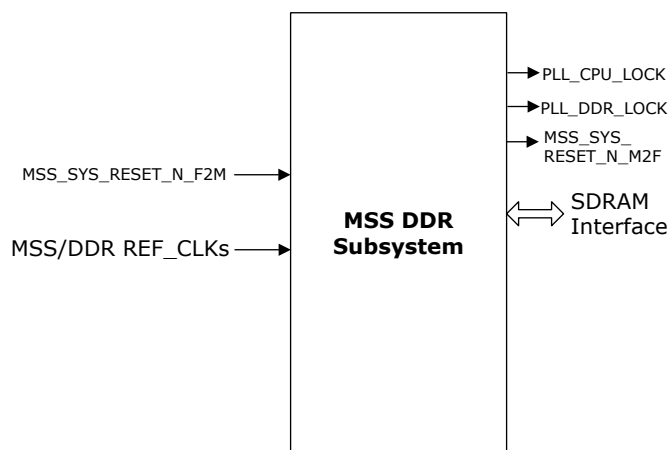 PLL_CPU_LOCK
PLL_DDR_LOCK
MSS_SYS_
RESET_N_M2F
MSS_SYS_RESET_N_F2M
SDRAM
Interface
MSS DDR
Subsystem
MSS/DDR REF_CLKs